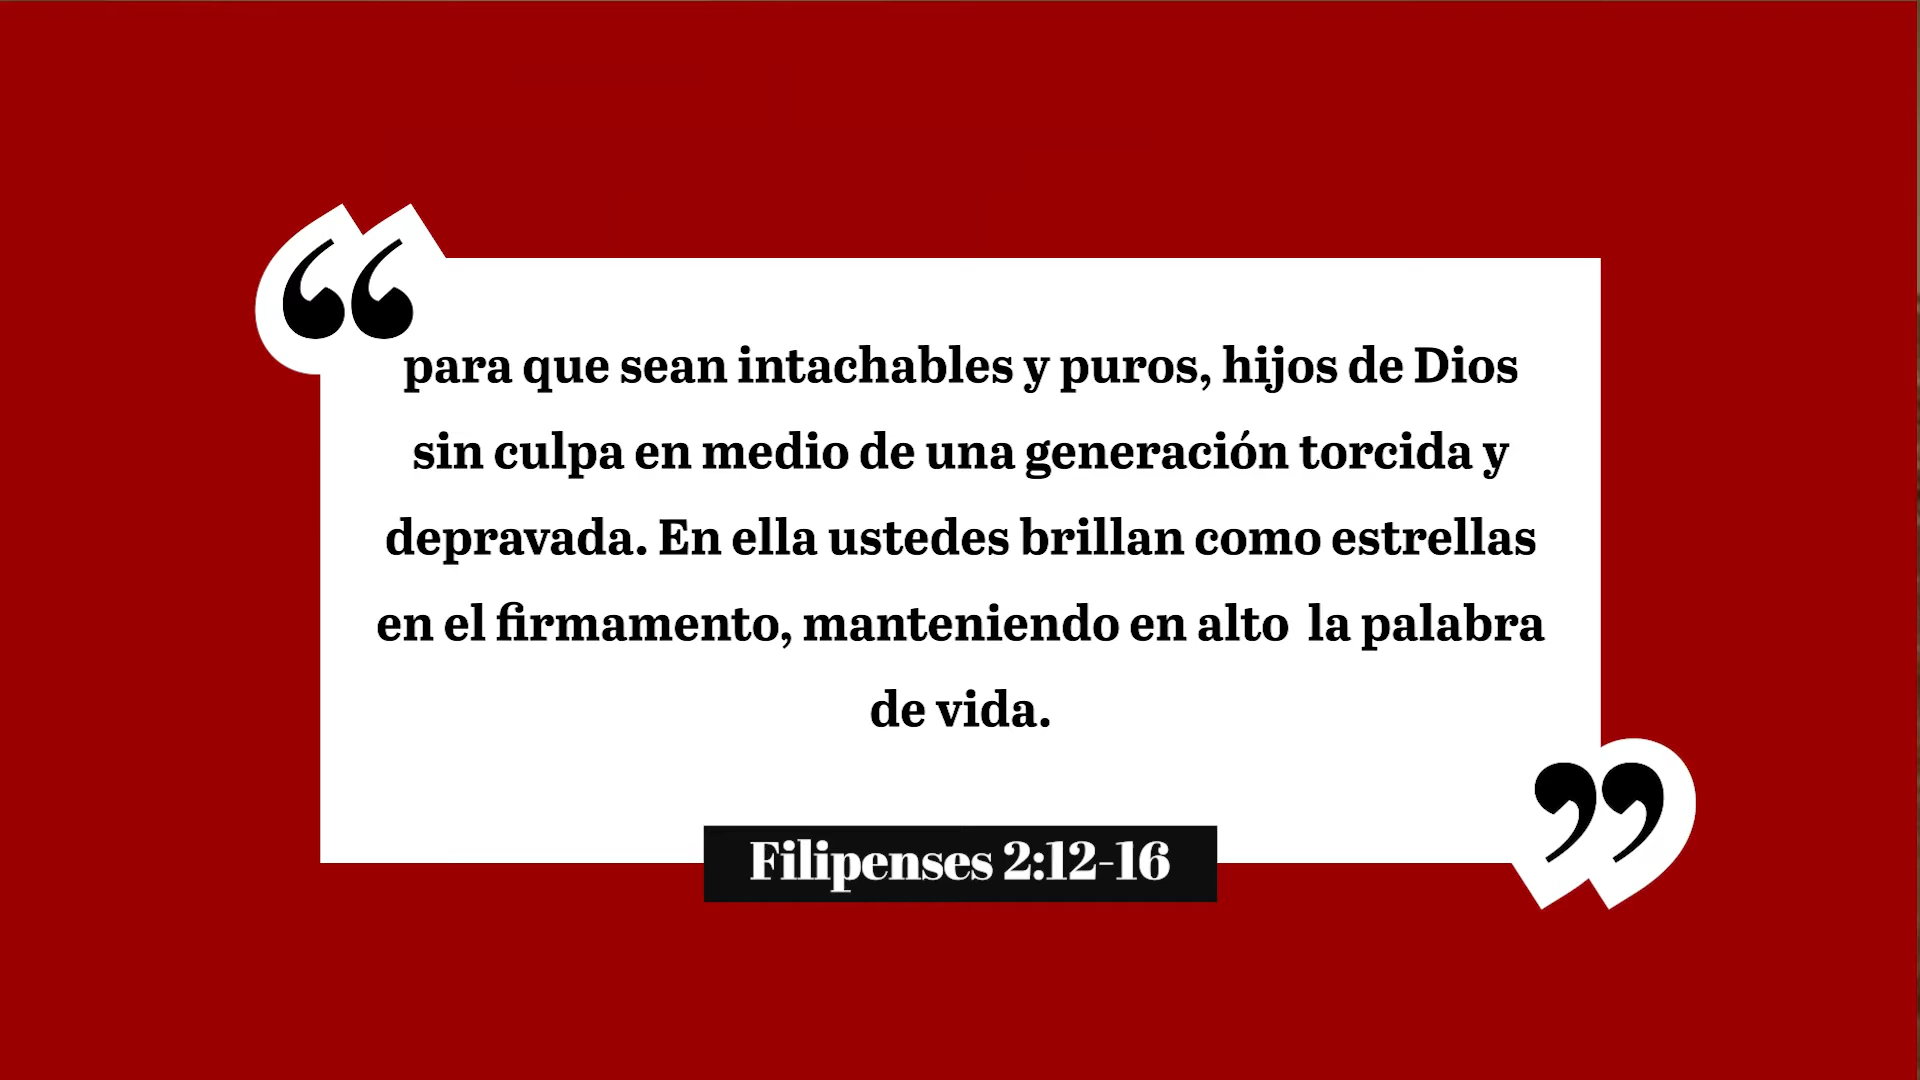 “
para que sean intachables y puros, hijos de Dios
sin culpa en medio de una generación torcida y
depravada. En ella ustedes brillan como estrellas
en el firmamento, manteniendo en alto  la palabra
de vida.
”
Filipenses 2:12-16